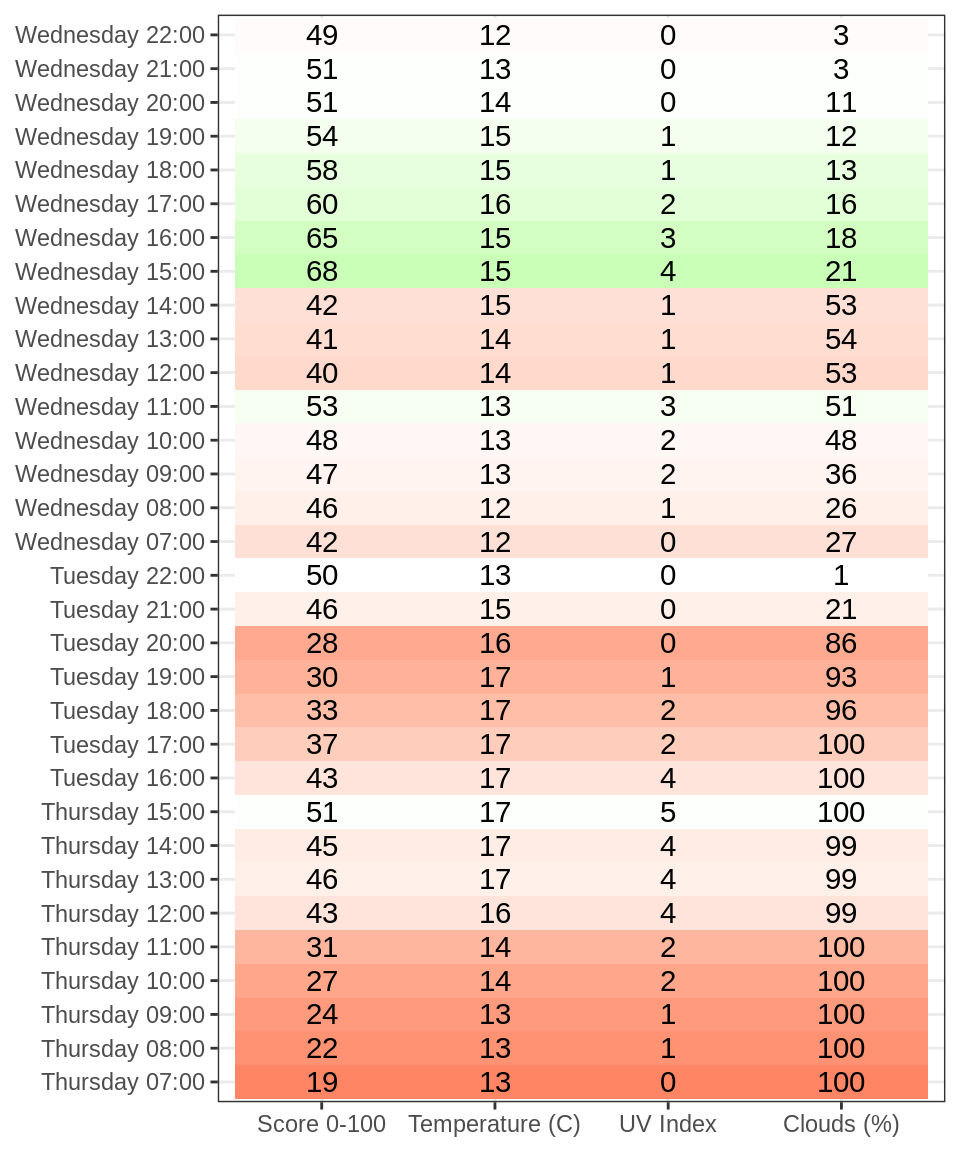 Wednesday 22:00 49 12 0 3
Wednesday 21:00 51 13 0 3
Wednesday 20:00 51 14 0 11
Wednesday 19:00 54 15 1 12
Wednesday 18:00 58 15 1 13
Wednesday 17:00 60 16 2 16
Wednesday 16:00 65 15 3 18
Wednesday 15:00 68 15 4 21
Wednesday 14:00 42 15 1 53
Wednesday 13:00 41 14 1 54
Wednesday 12:00 40 14 1 53
Wednesday 11:00 53 13 3 51
Wednesday 10:00 48 13 2 48
Wednesday 09:00 47 13 2 36
Wednesday 08:00 46 12 1 26
Wednesday 07:00 42 12 0 27
Tuesday 22:00 50 13 0 1
Tuesday 21:00 46 15 0 21
Tuesday 20:00 28 16 0 86
Tuesday 19:00 30 17 1 93
Tuesday 18:00 33 17 2 96
Tuesday 17:00 37 17 2 100
Tuesday 16:00 43 17 4 100
Thursday 15:00 51 17 5 100
Thursday 14:00 45 17 4 99
Thursday 13:00 46 17 4 99
Thursday 12:00 43 16 4 99
Thursday 11:00 31 14 2 100
Thursday 10:00 27 14 2 100
Thursday 09:00 24 13 1 100
Thursday 08:00 22 13 1 100
Thursday 07:00 19 13 0 100
Score 0-100 Temperature (C) UV Index Clouds (%)